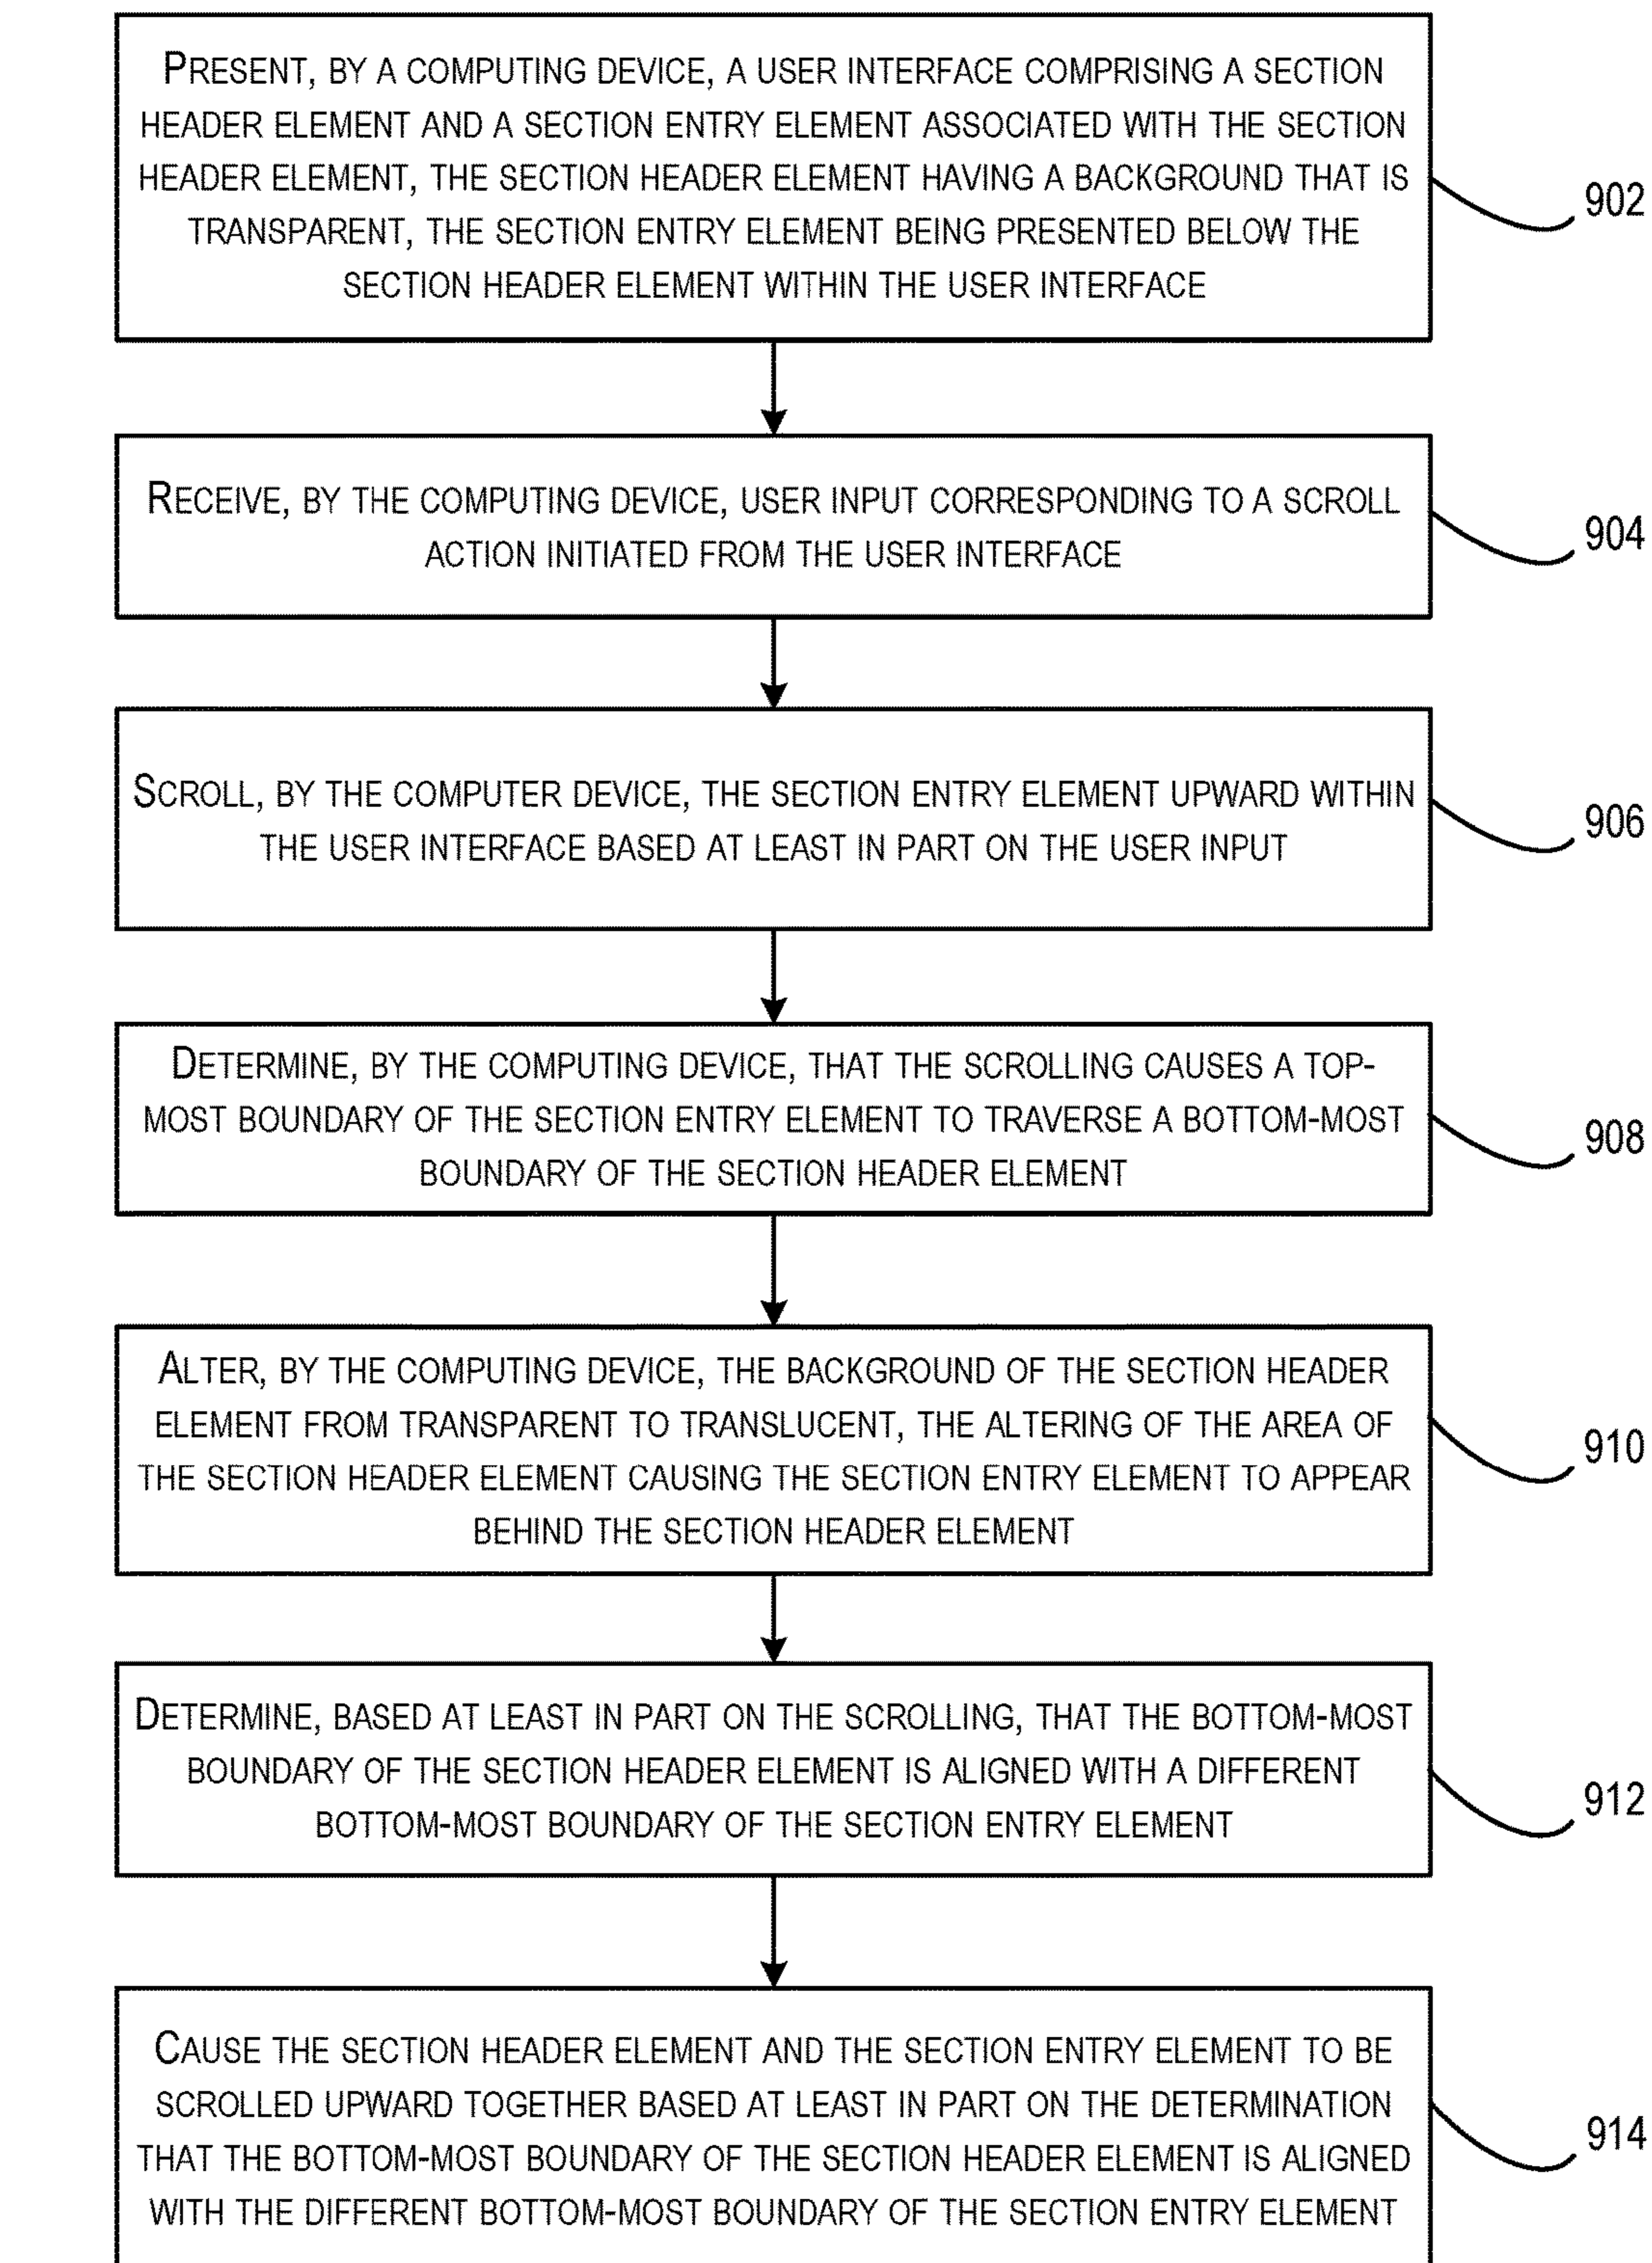 PRESENT, BY A COMPUTING DEVICE, A USER INTERFACE COMPRISING A SECTION
HEADER ELEMENT AND A SECTION ENTRY ELEMENT ASSOCIATED WITH THE SECTION
HEADER ELEMENT, THE SECTION HEADER ELEMENT HAVING A BACKGROUND THAT IS
TRANSPARENT, THE SECTION ENTRY ELEMENT BEING PRESENTED BELOW THE
SECTION HEADER ELEMENT WITHIN THE USER INTERFACE
902
RECEIVE, BY THE COMPUTING DEVICE, USER INPUT CORRESPONDING TO A SCROLL
ACTION INITIATED FROM THE USER INTERFACE
904
SCROLL, BY THE COMPUTER DEVICE, THE SECTION ENTRY ELEMENT UPWARD WITHIN
THE USER INTERFACE BASED AT LEAST IN PART ON THE USER INPUT
906
DETERMINE, BY THE COMPUTING DEVICE, THAT THE SCROLLING CAUSES A TOP-
MOST BOUNDARY OF THE SECTION ENTRY ELEMENT TO TRAVERSE A BOTTOM-MOST
BOUNDARY OF THE SECTION HEADER ELEMENT
908
ALTER, BY THE COMPUTING DEVICE, THE BACKGROUND OF THE SECTION HEADER
ELEMENT FROM TRANSPARENT TO TRANSLUCENT, THE ALTERING OF THE AREA OF
THE SECTION HEADER ELEMENT CAUSING THE SECTION ENTRY ELEMENT TO APPEAR
BEHIND THE SECTION HEADER ELEMENT
910
DETERMINE, BASED AT LEAST IN PART ON THE SCROLLING, THAT THE BOTTOM-MOST
BOUNDARY OF THE SECTION HEADER ELEMENT IS ALIGNED WITH A DIFFERENT
BOTTOM-MOST BOUNDARY OF THE SECTION ENTRY ELEMENT
912
CAUSE THE SECTION HEADER ELEMENT AND THE SECTION ENTRY ELEMENT TO BE
SCROLLED UPWARD TOGETHER BASED AT LEAST IN PART ON THE DETERMINATION
THAT THE BOTTOM-MOST BOUNDARY OF THE SECTION HEADER ELEMENT IS ALIGNED
WITH THE DIFFERENT BOTTOM-MOST BOUNDARY OF THE SECTION ENTRY ELEMENT
914